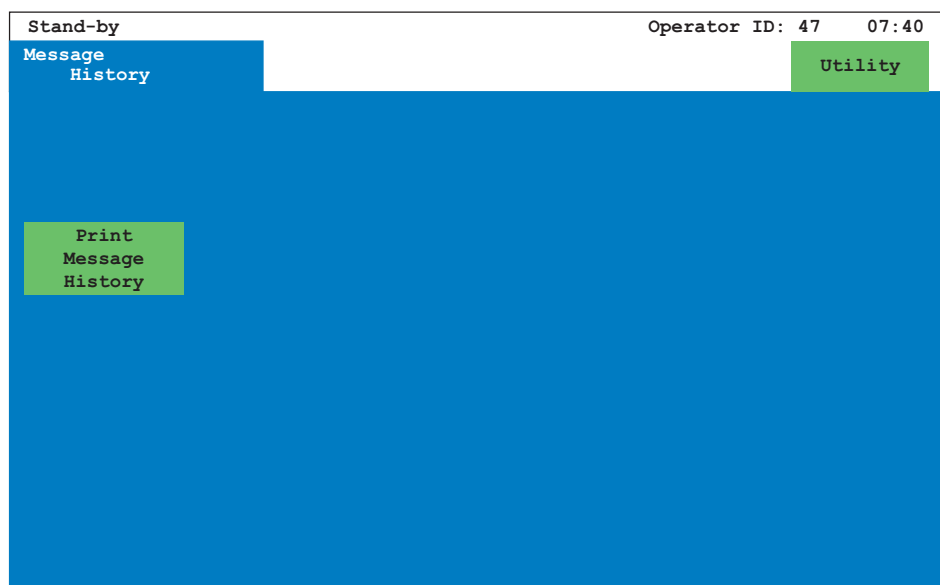 Stand-by Operator ID: 47 07:40
Message
History
Utility
Print
Message
History